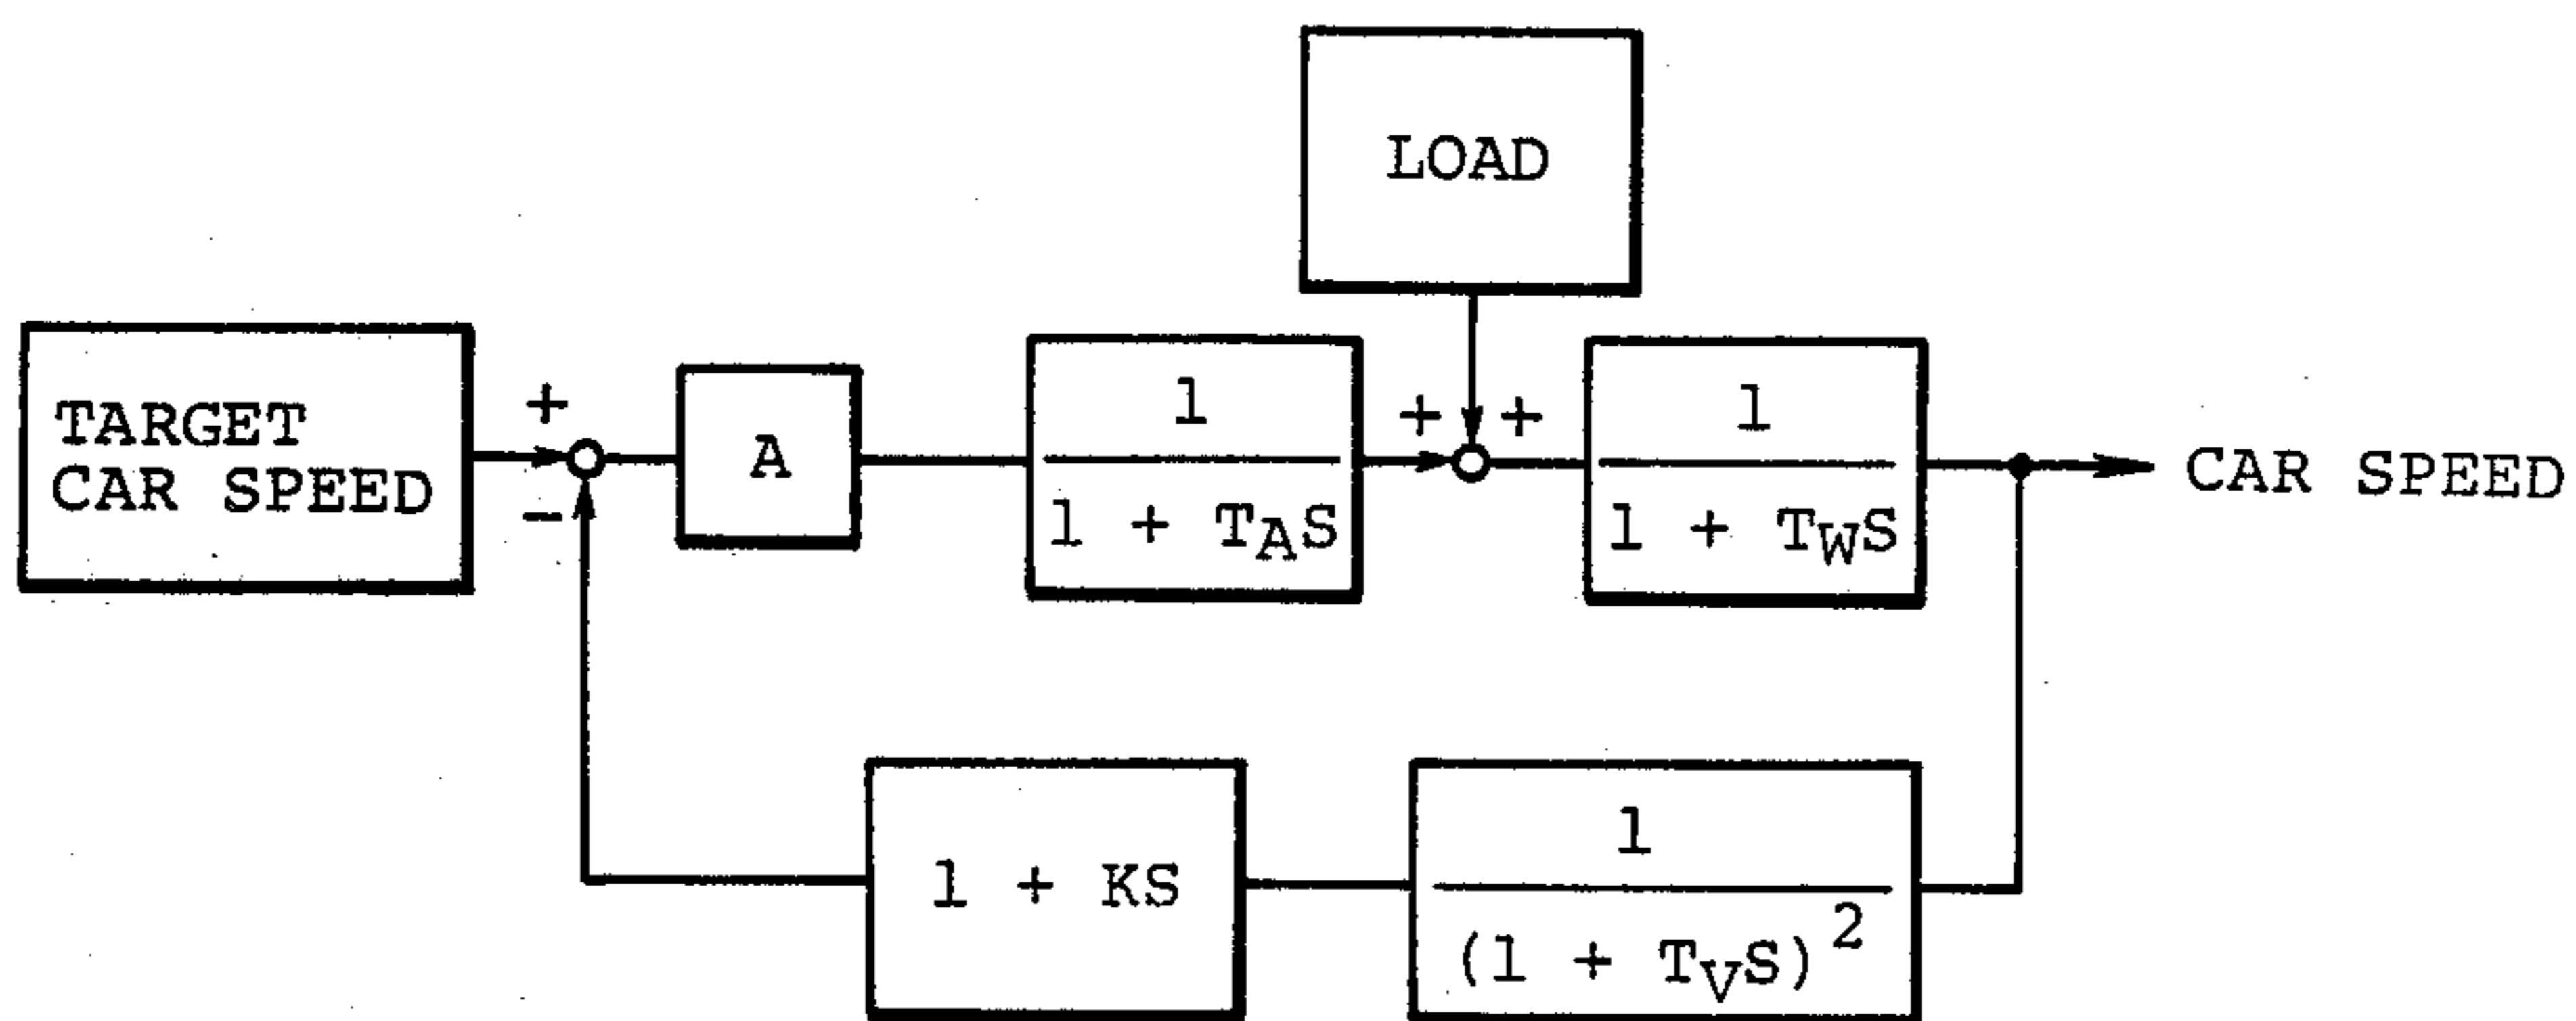 LOAD
TARGET
CAR SPEED
+
-
A
1
1 + TAS
+ +
1
1 + TWS
CAR SPEED
1 + KS
1
(1 + TVS)2